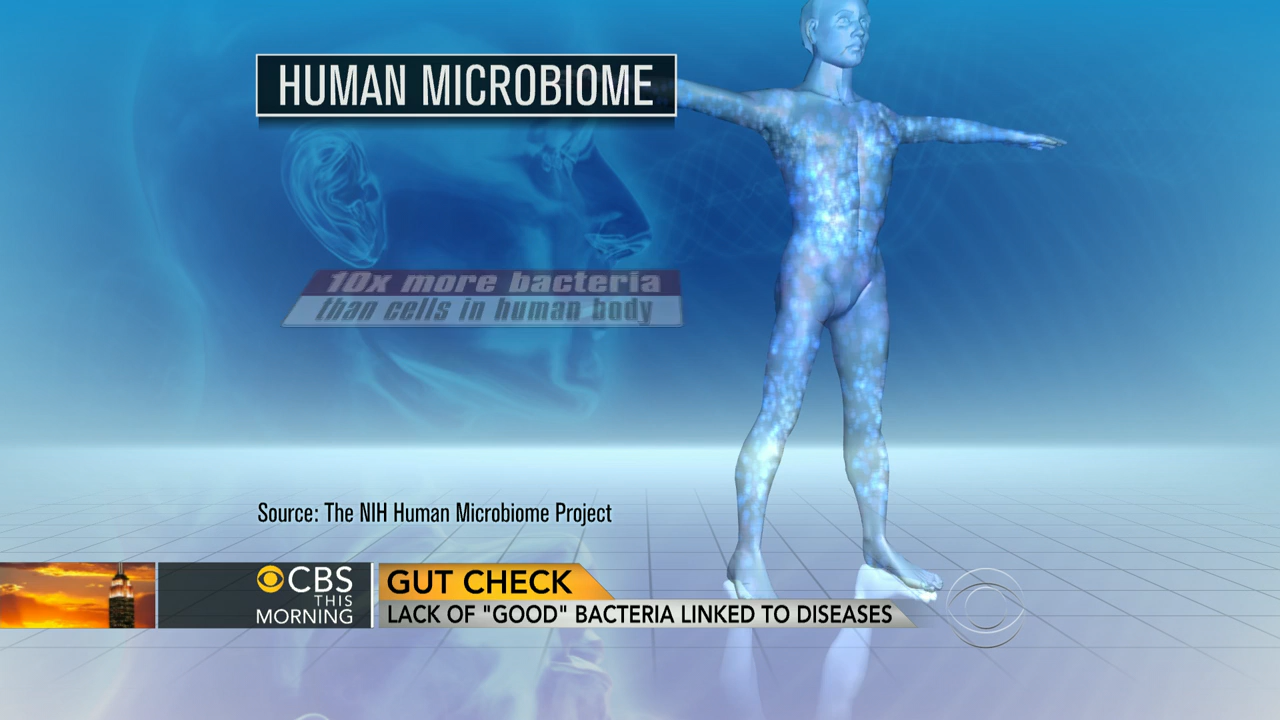 HUMAN MICROBIOME
10x more bacteria
than cells in human body
Source: The NIH Human Microbiome Project
CBS
THIS
MORNING
GUT CHECK
LACK OF "GOOD" BACTERIA LINKED TO DISEASES